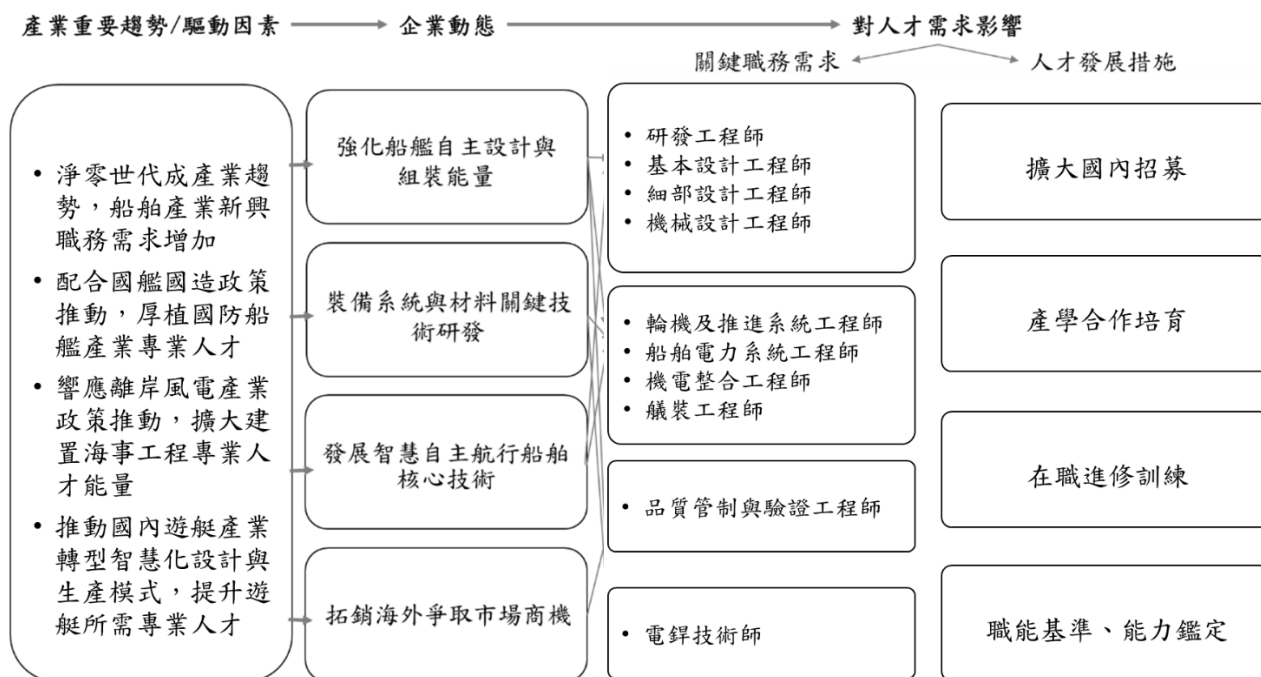 產業重要趨勢/驅動因素
企業動態
對人才需求影響
關鍵職務需求
人才發展措施
• 淨零世代成產業趨
勢，船舶產業新興
職務需求增加
• 配合國艦國造政策
推動，厚植國防船
艦產業專業人才
• 響應離岸風電產業
政策推動，擴大建
置海事工程專業人
才能量
• 推動國內遊艇產業
轉型智慧化設計與
生產模式，提升遊
艇所需專業人才
強化船艦自主設計與
組裝能量
裝備系統與材料關鍵技
術研發
發展智慧自主航行船舶
核心技術
拓銷海外爭取市場商機
• 研發工程師
• 基本設計工程師
• 細部設計工程師
• 機械設計工程師
• 輪機及推進系統工程師
• 船舶電力系統工程師
• 機電整合工程師
• 艤裝工程師
• 品質管制與驗證工程師
• 電銲技術師
擴大國內招募
產學合作培育
在職進修訓練
職能基準、能力鑑定